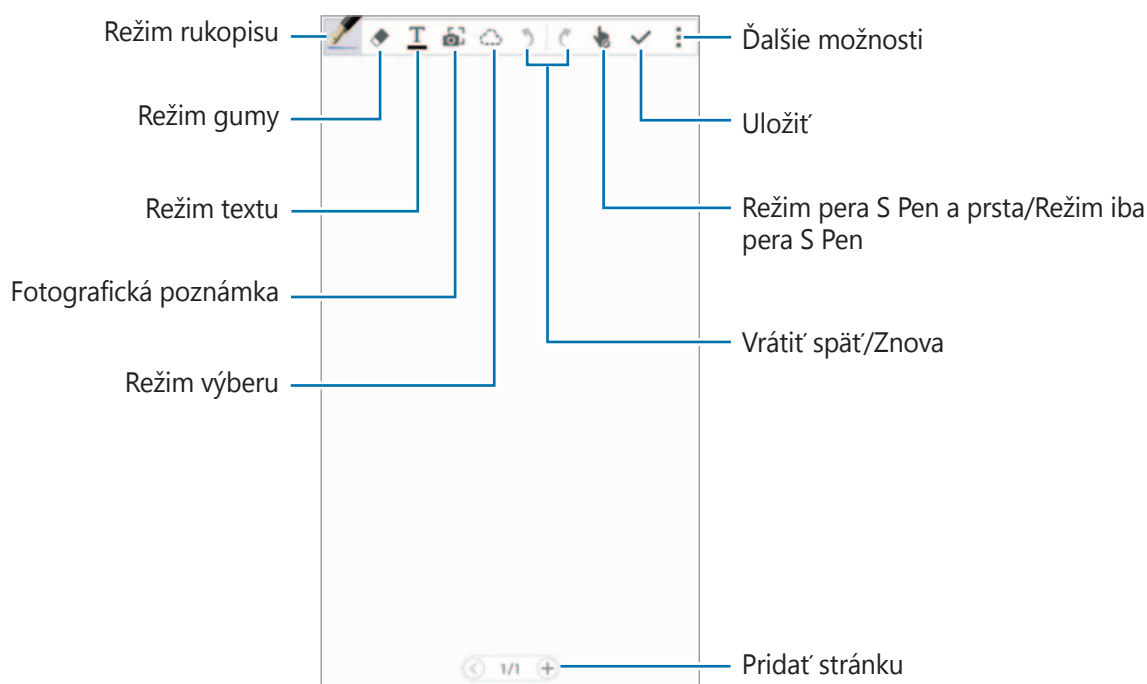 Režim rukopisu
Ďalšie možnosti
Režim gumy
Uložiť
Režim textu
Režim pera S Pen a prsta/Režim iba
pera S Pen
Fotografická poznámka
Vrátiť späť/Znova
Režim výberu
T
1/1
Pridať stránku